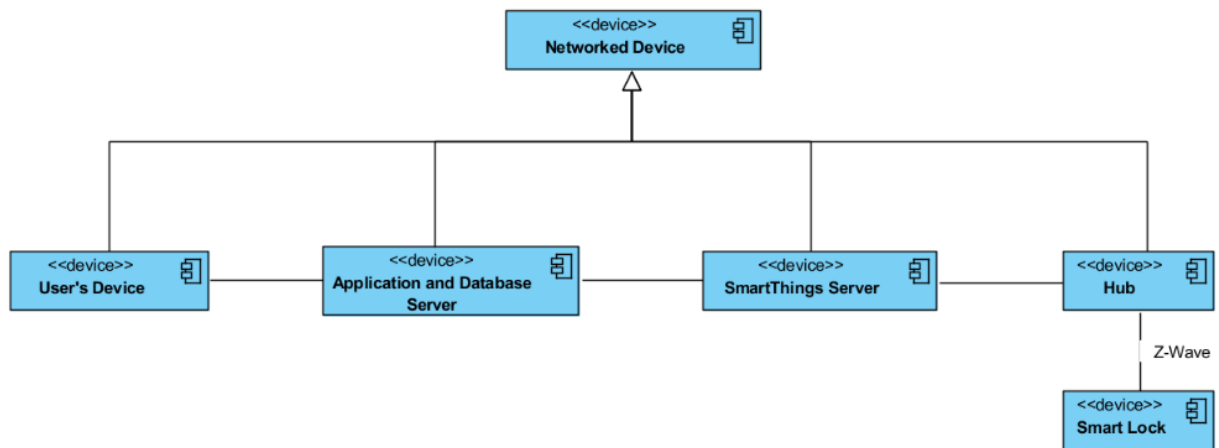 <<device>>
Networked Device
<<device>>
User's Device
<<device>>
Application and Database
Server
<<device>>
SmartThings Server
<<device>>
Hub
Z-Wave
<<device>>
Smart Lock